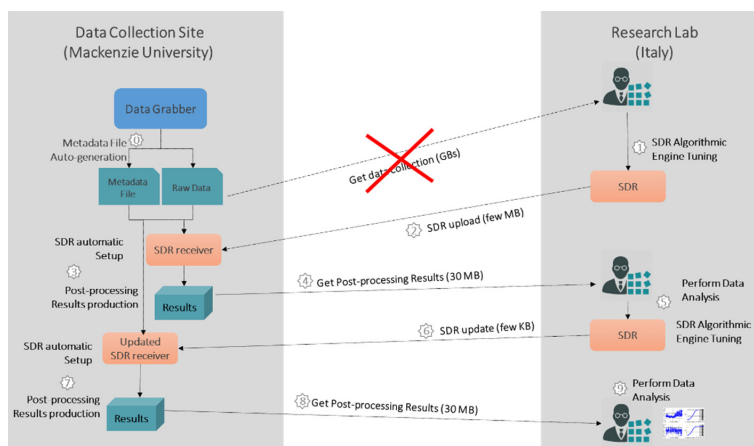 Data Collection Site
(Mackenzie University)
Research Lab
(Italy)
Data Grabber
0
Metadata File
Auto-generation
Metadata
File
Raw Data
Get data collection (GBs)
1
SDR Algorithmic
Engine Tuning
SDR
2 SDR upload (few MB)
SDR automatic
Setup
SDR receiver
3
Post-processing
Results production
Results
4 Get Post-processing Results (30 MB)
5
Perform Data
Analysis
SDR
SDR Algorithmic
Engine Tuning
6 SDR update (few KB)
SDR automatic
Setup
Updated
SDR receiver
7
Post-processing
Results production
Results
8 Get Post-processing Results (30 MB)
9 Perform Data
Analysis